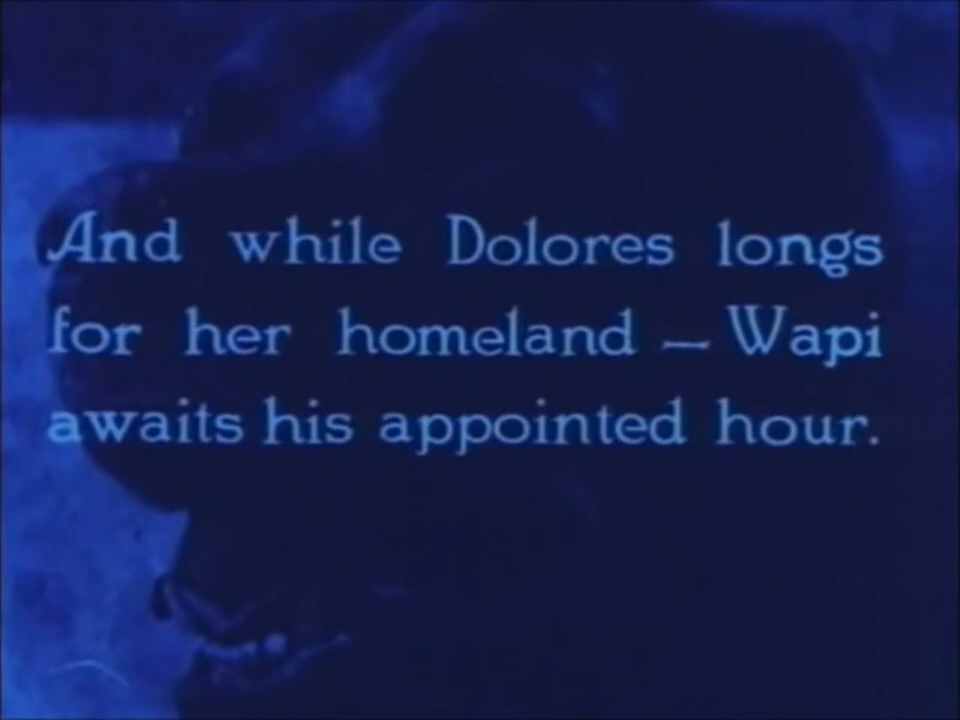 And while Dolores longs
for her homeland — Wapi
awaits his appointed hour.